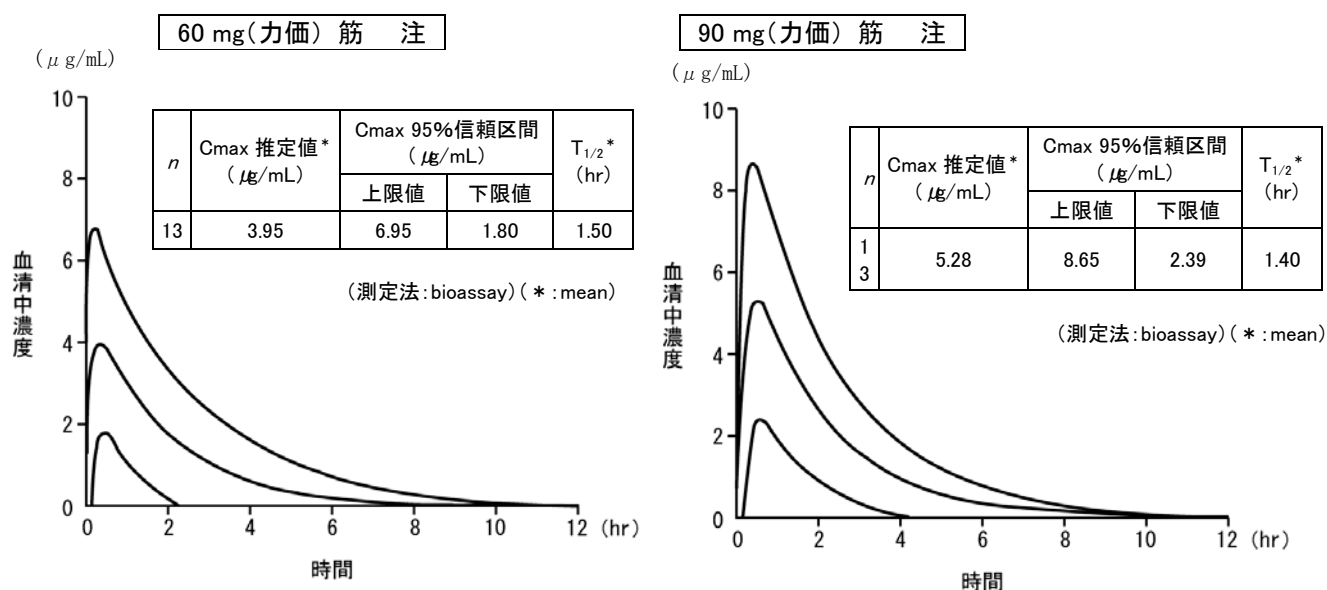 60 mg(力価) 筋 注
(μg/mL)
10
8
6
4
2
0
血清中濃度
n
Cmax 推定値*
(μg/mL)
Cmax 95%信頼区間
(μg/mL)
上限値
下限値
T1/2*
(hr)
13
3.95
6.95
1.80
1.50
(測定法:bioassay)(*:mean)
0 2 4 6 8 10 12 (hr)
時間
90 mg(力価) 筋 注
(μg/mL)
10
8
6
4
2
0
血清中濃度
n
Cmax 推定値*
(μg/mL)
Cmax 95%信頼区間
(μg/mL)
上限値
下限値
T1/2*
(hr)
1
3
5.28
8.65
2.39
1.40
(測定法:bioassay)(*:mean)
0 2 4 6 8 10 12 (hr)
時間